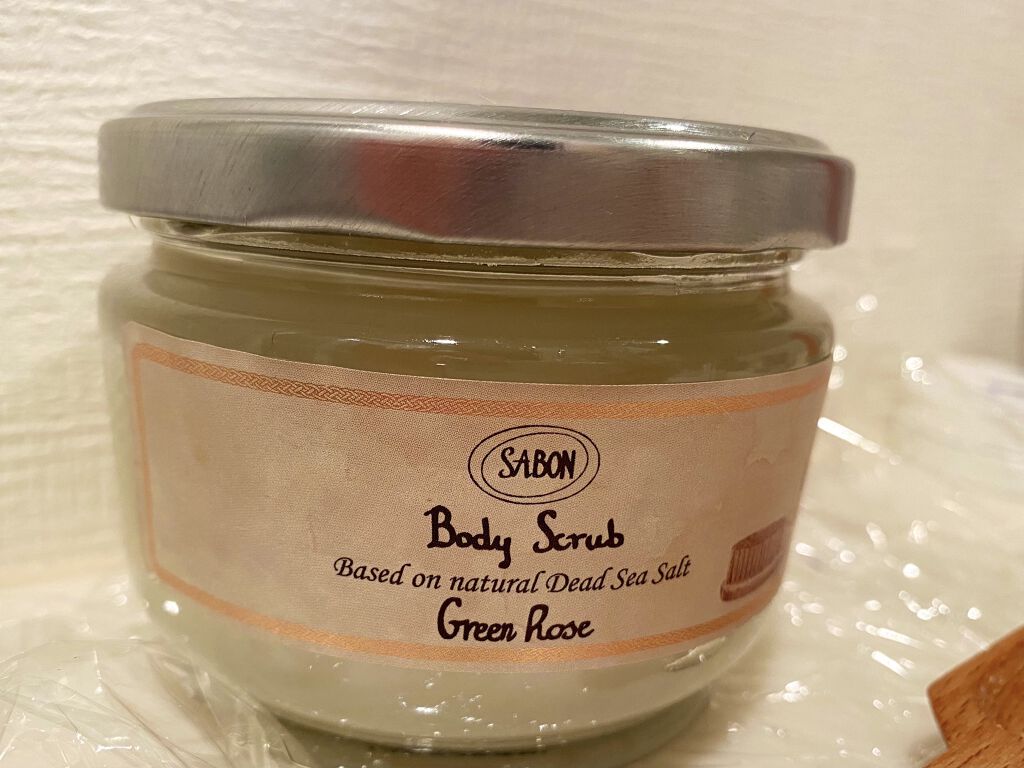 SABON
Body Scrub
Based on natural Dead Sea Salt
Green Rose